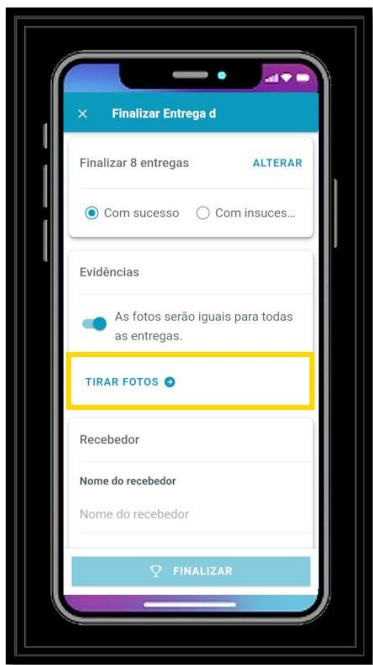 Finalizar Entrega d
Finalizar 8 entregas
ALTERAR
Com sucesso
Com insuces...
Evidências
As fotos serão iguais para todas
as entregas.
TIRAR FOTOS
Recebedor
Nome do recebedor
Nome do recebedor
FINALIZAR